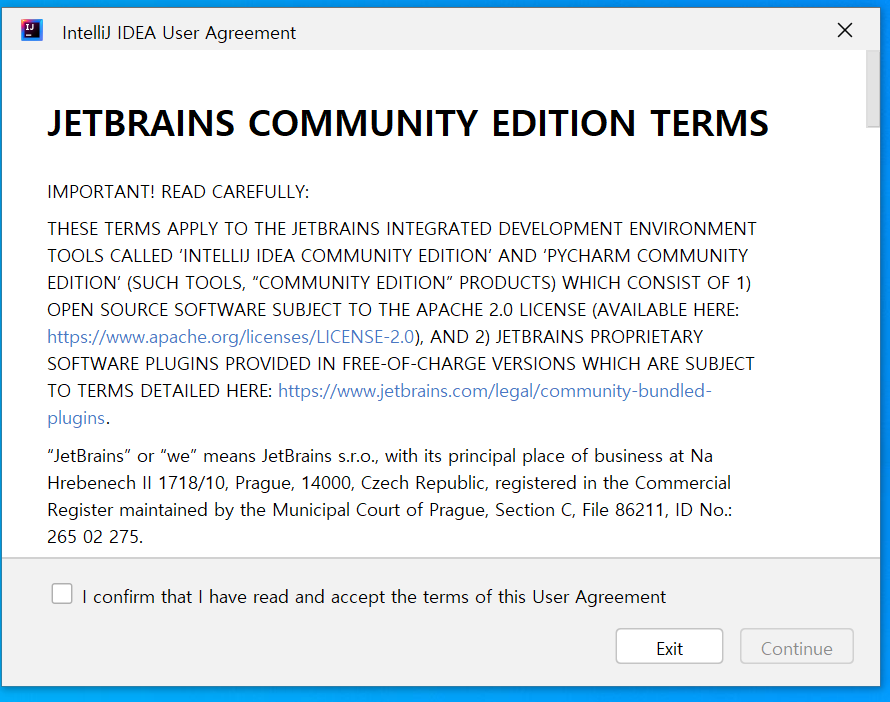 IntelliJ IDEA User Agreement
JETBRAINS COMMUNITY EDITION TERMS
IMPORTANT! READ CAREFULLY:
THESE TERMS APPLY TO THE JETBRAINS INTEGRATED DEVELOPMENT ENVIRONMENT
TOOLS CALLED ‘INTELLIJ IDEA COMMUNITY EDITION’ AND ‘PYCHARM COMMUNITY
EDITION‘ (SUCH TOOLS, “COMMUNITY EDITION” PRODUCTS) WHICH CONSIST OF 1)
OPEN SOURCE SOFTWARE SUBJECT TO THE APACHE 2.0 LICENSE (AVAILABLE HERE:
https://www.apache.org/licenses/LICENSE-2.0), AND 2) JETBRAINS PROPRIETARY
SOFTWARE PLUGINS PROVIDED IN FREE-OF-CHARGE VERSIONS WHICH ARE SUBJECT
TO TERMS DETAILED HERE: https://www.jetbrains.com/legal/community-bundled-
plugins.
“JetBrains” or “we” means JetBrains s.r.o., with its principal place of business at Na
Hrebenech II 1718/10, Prague, 14000, Czech Republic, registered in the Commercial
Register maintained by the Municipal Court of Prague, Section C, File 86211, ID No.:
265 02 275.
I confirm that I have read and accept the terms of this User Agreement
Exit
Continue